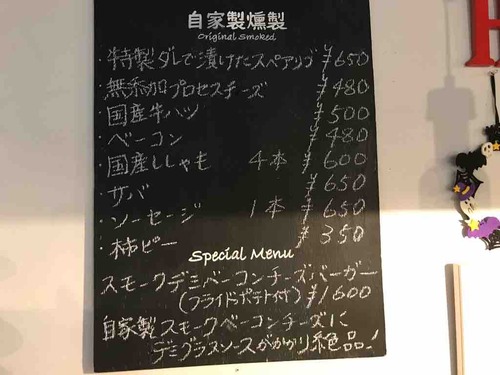 自家製燻製
Original Smoked
・特製ダレで漬けたスペアリブ ¥650
・無添加プロセスチーズ ¥480
・国産牛ハツ ¥500
・ベーコン ¥480
・国産ししゃも 4本 ¥600
・サバ ¥650
・ソーセージ 1本 ¥650
・柿ピー ¥350
Special Menu
スモークデミベーコンチーズバーガー
(フライドポテト付) ¥1600
自家製スモークベーコンチーズに
デミグラスソースがかかり絶品!